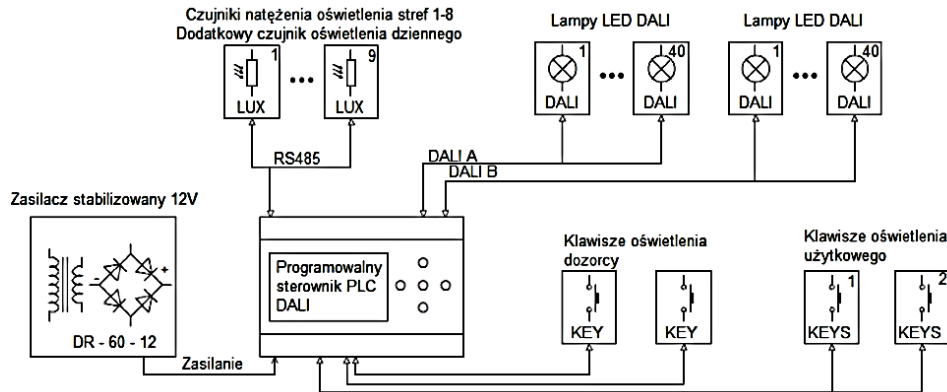 Czujniki natężenia oświetlenia stref 1-8
Dodatkowy czujnik oświetlenia dziennego
1
LUX
9
LUX
RS485
Lampy LED DALI
1
DALI
40
DALI
Lampy LED DALI
1
DALI
40
DALI
DALI A
DALI B
Zasilacz stabilizowany 12V
- +
DR - 60 - 12
Zasilanie
Programowalny
sterownik PLC
DALI
Klawisze oświetlenia
dozorcy
KEY
KEY
Klawisze oświetlenia
użytkowego
1
KEYS
2
KEYS